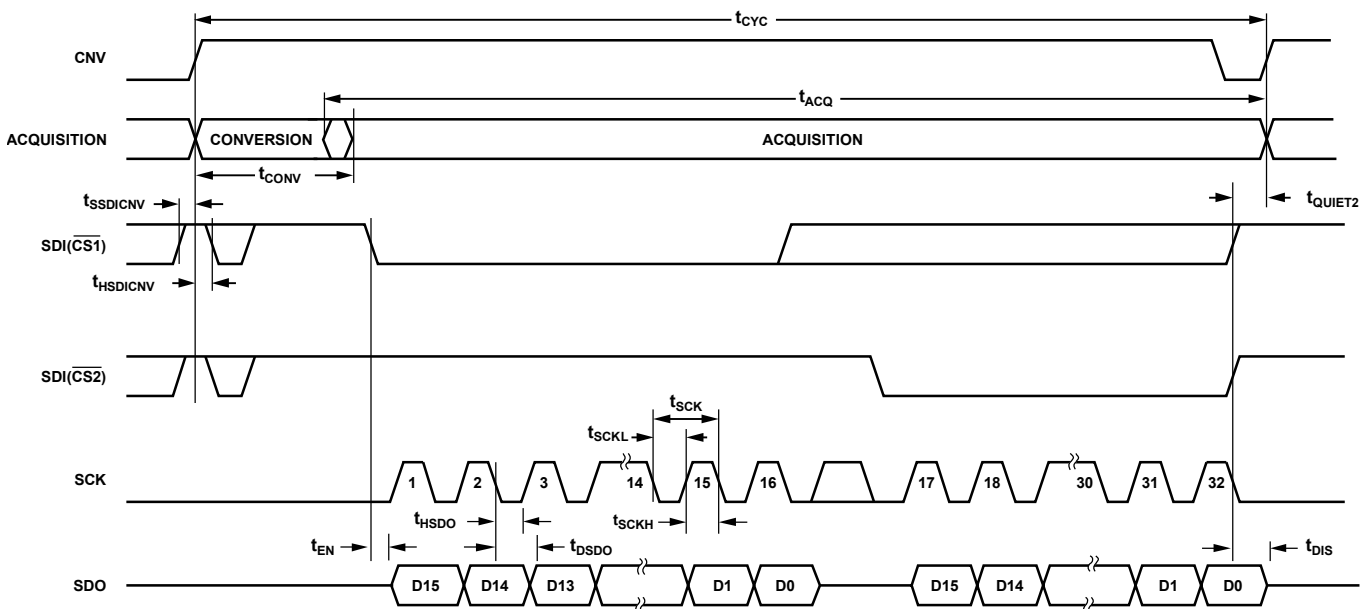 tCYC
CNV
tACQ
ACQUISITION CONVERSION ACQUISITION
tCONV
tSSDICNV
tQUIET2
SDI(CS1)
tHSDICNV
SDI(CS2)
tSCK
tSCKL
SCK 1 2 3 14 15 16 17 18 30 31 32
tHSDO tSCKH
tEN tDSDO tDIS
SDO D15 D14 D13 D1 D0 D15 D14 D1 D0